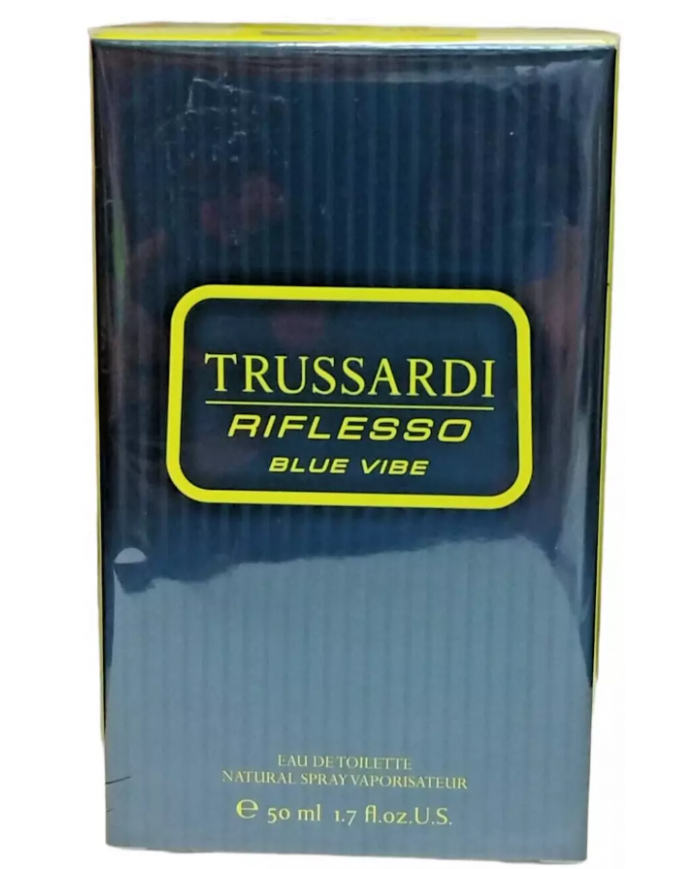 TRUSSARDI
RIFLESSO
BLUE VIBE
EAU DE TOILETTE
NATURAL SPRAY VAPORISATEUR
℮ 50 ml 1.7 fl.oz.U.S.